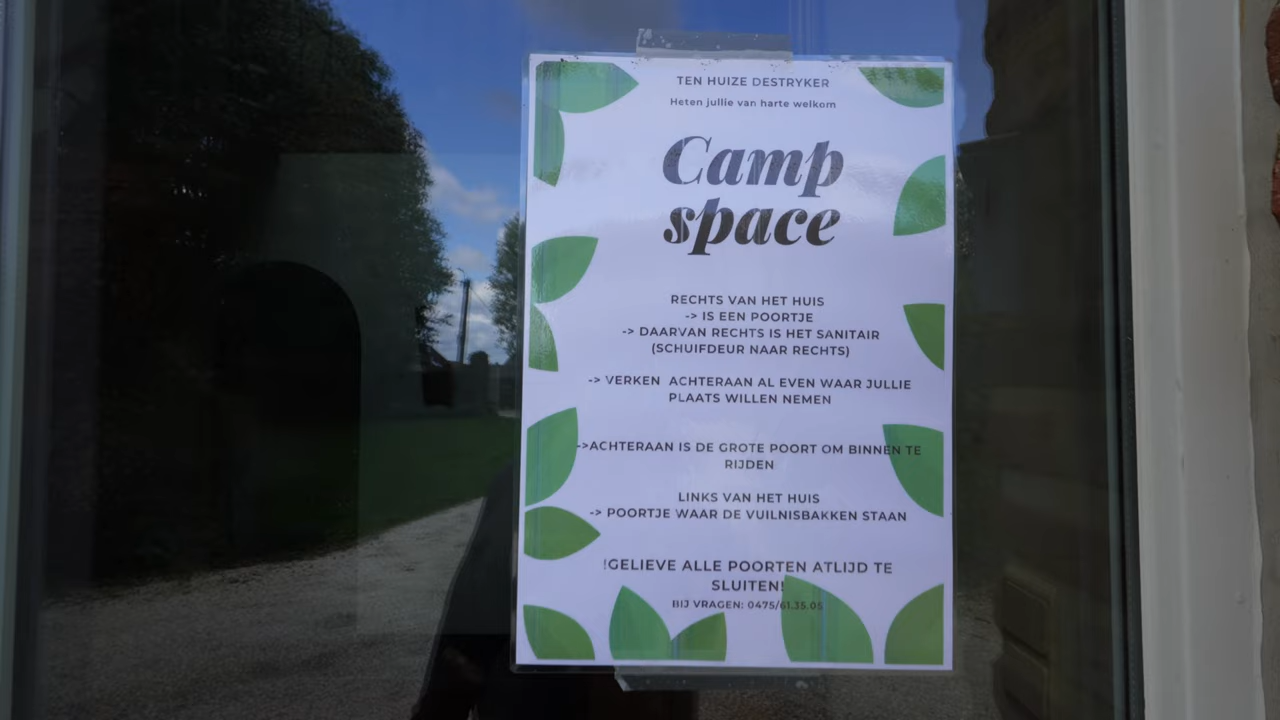 TEN HUIZE DESTRYKER
Heten jullie van harte welkom
Camp
space
RECHTS VAN HET HUIS
-> IS EEN POORTJE
-> DAARVAN RECHTS IS HET SANITAIR
(SCHUIFDEUR NAAR RECHTS)
-> VERKEN ACHTERAAN AL EVEN WAAR JULLIE
PLAATS WILLEN NEMEN
->ACHTERAAN IS DE GROTE POORT OM BINNEN TE
RIJDEN
LINKS VAN HET HUIS
-> POORTJE WAAR DE VUILNISBAKKEN STAAN
!GELIEVE ALLE POORTEN ATLIJD TE
SLUITEN!
BIJ VRAGEN: 0475/61.35.05